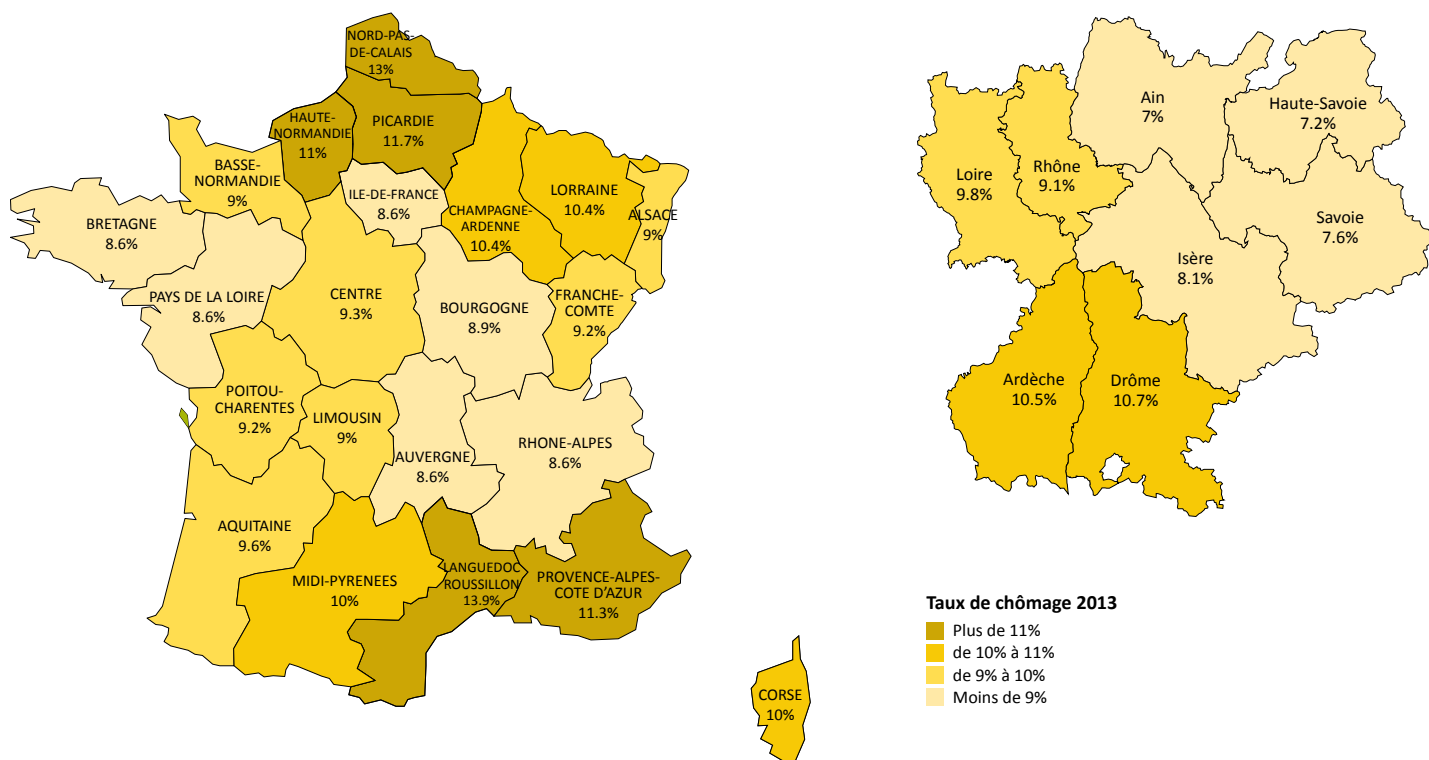 NORD-PAS-
DE-CALAIS
13%
HAUTE-
NORMANDIE
11%
PICARDIE
11.7%
BASSE-
NORMANDIE
9%
ILE-DE-FRANCE
8.6%
CHAMPAGNE-
ARDENNE
10.4%
LORRAINE
10.4%
ALSACE
9%
BRETAGNE
8.6%
PAYS DE LA LOIRE
8.6%
CENTRE
9.3%
BOURGOGNE
8.9%
FRANCHE-
COMTE
9.2%
POITOU-
CHARENTES
9.2%
LIMOUSIN
9%
AUVERGNE
8.6%
RHONE-ALPES
8.6%
AQUITAINE
9.6%
MIDI-PYRENEES
10%
LANGUEDOC
ROUSSILLON
13.9%
PROVENCE-ALPES-
COTE D'AZUR
11.3%
CORSE
10%
Ain
7%
Haute-Savoie
7.2%
Loire
9.8%
Rhône
9.1%
Savoie
7.6%
Isère
8.1%
Ardèche
10.5%
Drôme
10.7%
Taux de chômage 2013
Plus de 11%
de 10% à 11%
de 9% à 10%
Moins de 9%